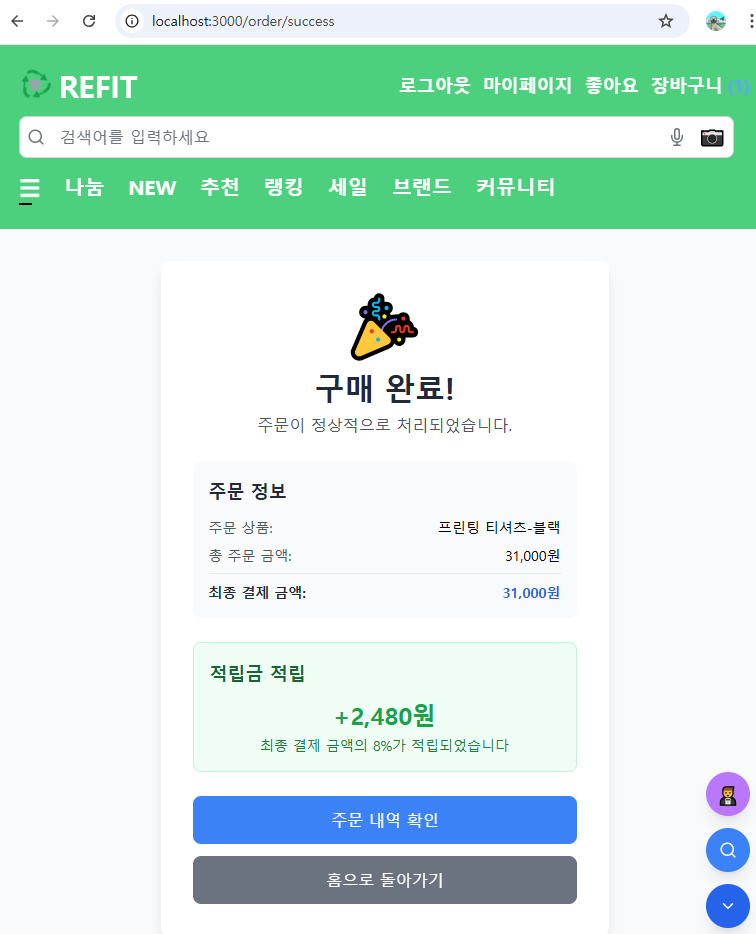 localhost:3000/order/success
REFIT
로그아웃 마이페이지 좋아요 장바구니 (1)
검색어를 입력하세요
나눔 NEW 추천 랭킹 세일 브랜드 커뮤니티
구매 완료!
주문이 정상적으로 처리되었습니다.
주문 정보
주문 상품: 프린팅 티셔츠-블랙
총 주문 금액: 31,000원
최종 결제 금액: 31,000원
적립금 적립
+2,480원
최종 결제 금액의 8%가 적립되었습니다
주문 내역 확인
홈으로 돌아가기